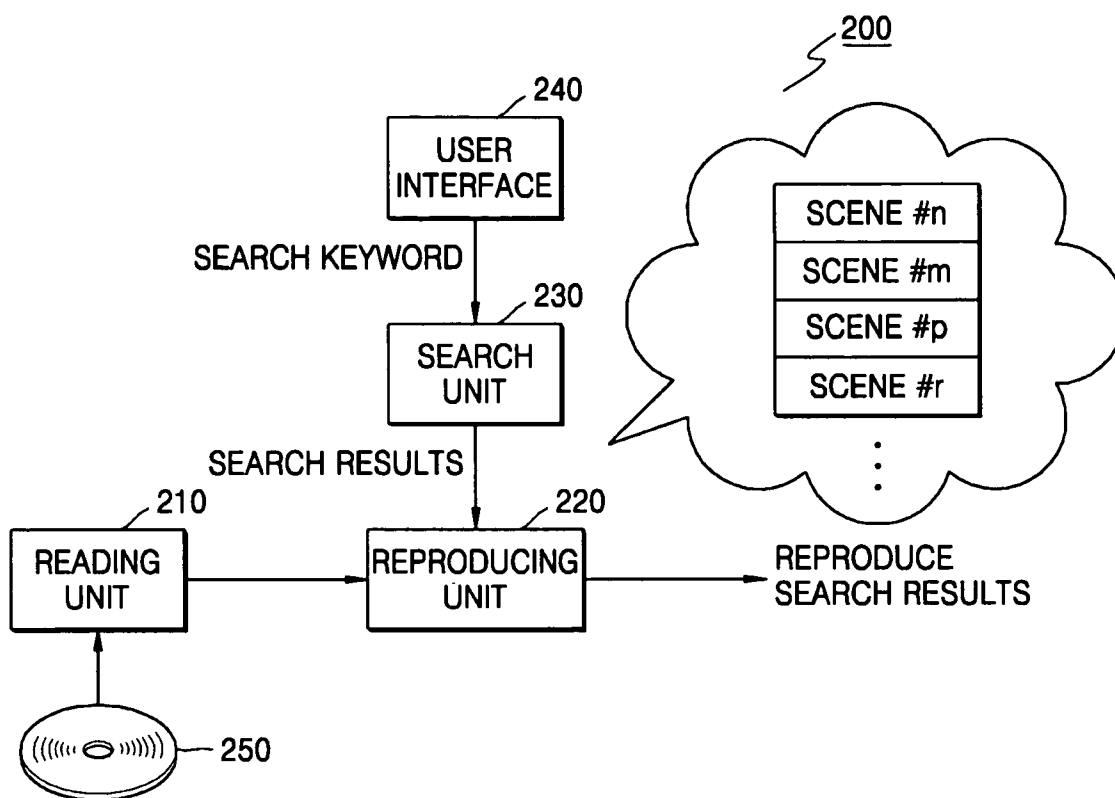 200
240
USER
INTERFACE
SEARCH KEYWORD
230
SEARCH
UNIT
SEARCH RESULTS
210
READING
UNIT
220
REPRODUCING
UNIT
SCENE #n
SCENE #m
SCENE #p
SCENE #r
REPRODUCE
SEARCH RESULTS
250